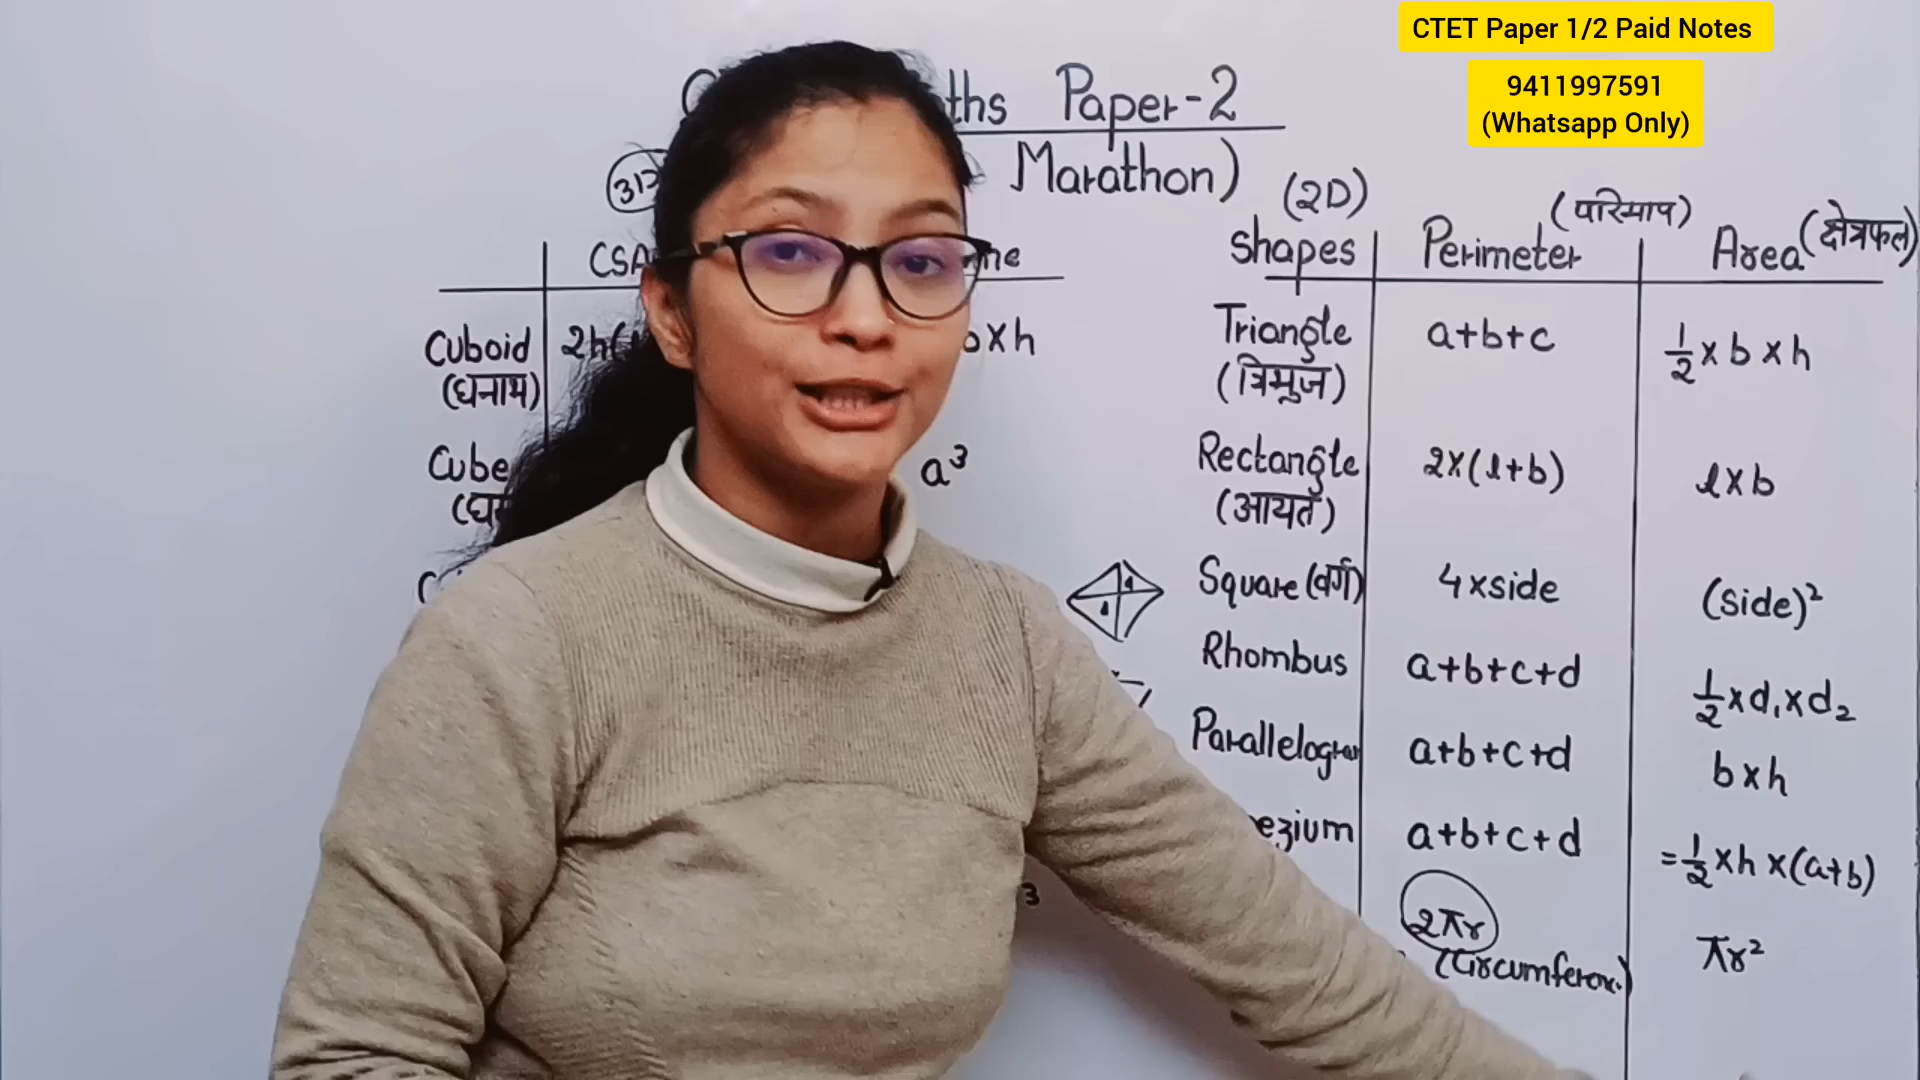 CTET Paper 1/2 Paid Notes
9411997591
(Whatsapp Only)
Paper-2
Marathon)
(2D)
Shapes Perimeter (परिमाप) Area (क्षेत्रफल)
Triangle a+b+c 1/2 x b x h
(त्रिभुज)
Rectangle 2x(l+b) l x b
(आयत)
Square (वर्ग) 4 x side (side)²
Rhombus a+b+c+d 1/2 x d₁ x d₂
Parallelogram a+b+c+d b x h
a+b+c+d = 1/2 x h x (a+b)
2πr πr²
CSA
Cuboid x h
(घनाभ)
Cube a³
3